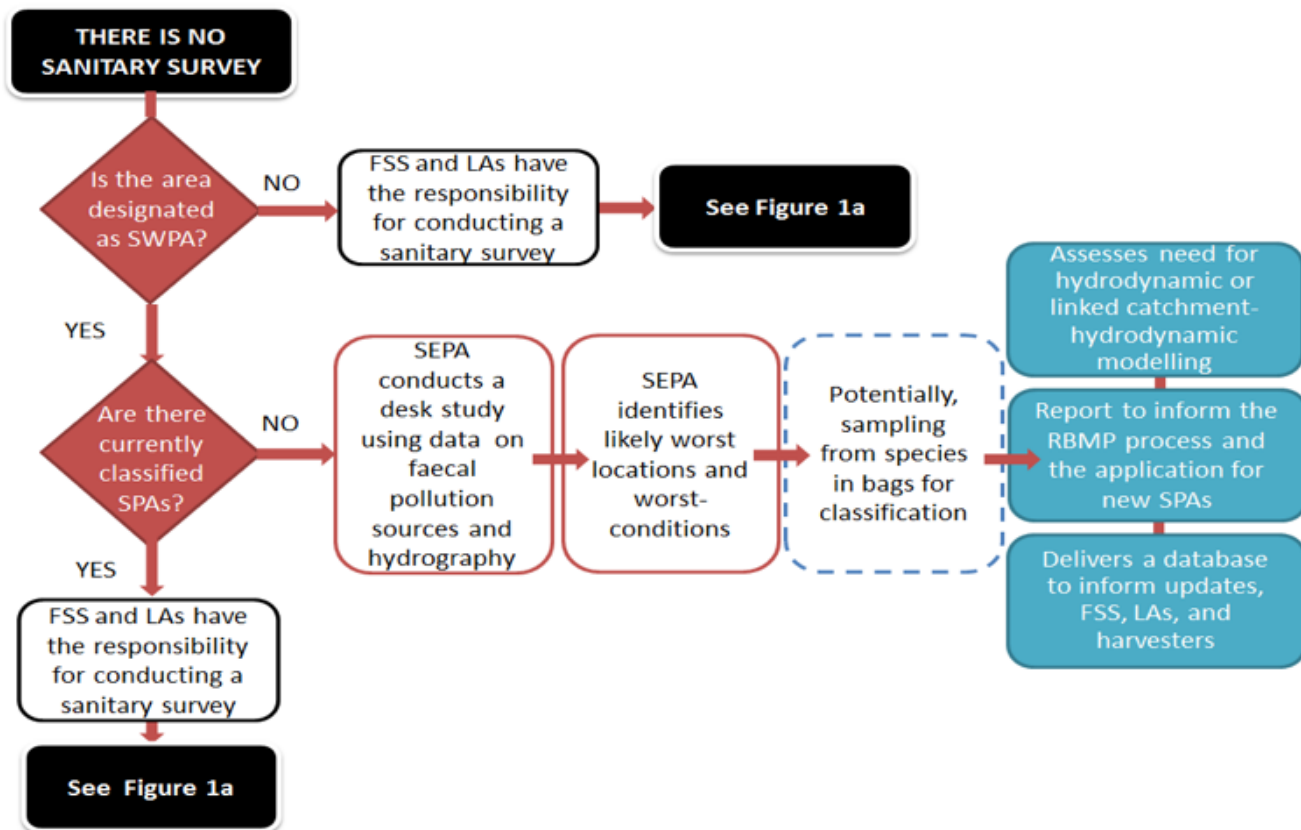 THERE IS NO
SANITARY SURVEY
Is the area
designated
as SWPA?
NO
FSS and LAs have
the responsibility
for conducting a
sanitary survey
See Figure 1a
YES
Are there
currently
classified
SPAs?
NO
SEPA
conducts a
desk study
using data on
faecal
pollution
sources and
hydrography
SEPA
identifies
likely worst
locations and
worst-
conditions
Potentially,
sampling
from species
in bags for
classification
Assesses need for
hydrodynamic or
linked catchment-
hydrodynamic
modelling
Report to inform the
RBMP process and
the application for
new SPAs
Delivers a database
to inform updates,
FSS, LAs, and
harvesters
YES
FSS and LAs have
the responsibility
for conducting a
sanitary survey
See Figure 1a